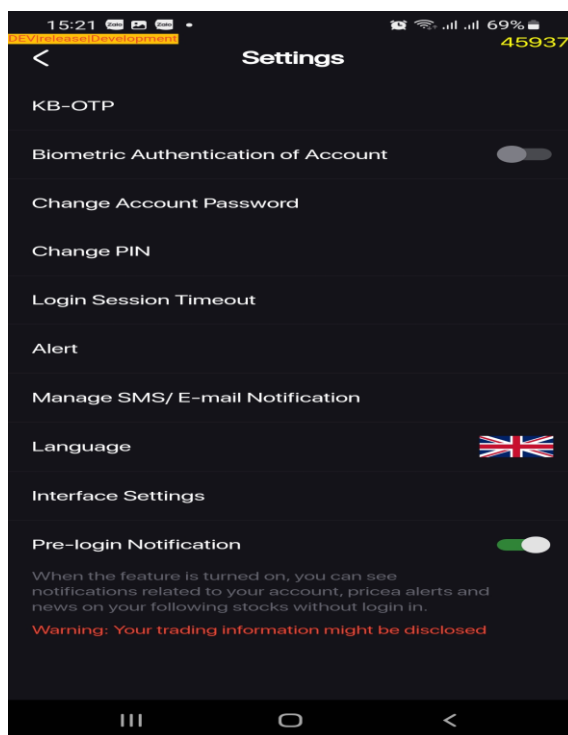 15:21 Zalo Zalo 69%
DEV|release|Development
45937
Settings
KB-OTP
Biometric Authentication of Account
Change Account Password
Change PIN
Login Session Timeout
Alert
Manage SMS/ E-mail Notification
Language
Interface Settings
Pre-login Notification
When the feature is turned on, you can see
notifications related to your account, pricea alerts and
news on your following stocks without login in.
Warning: Your trading information might be disclosed